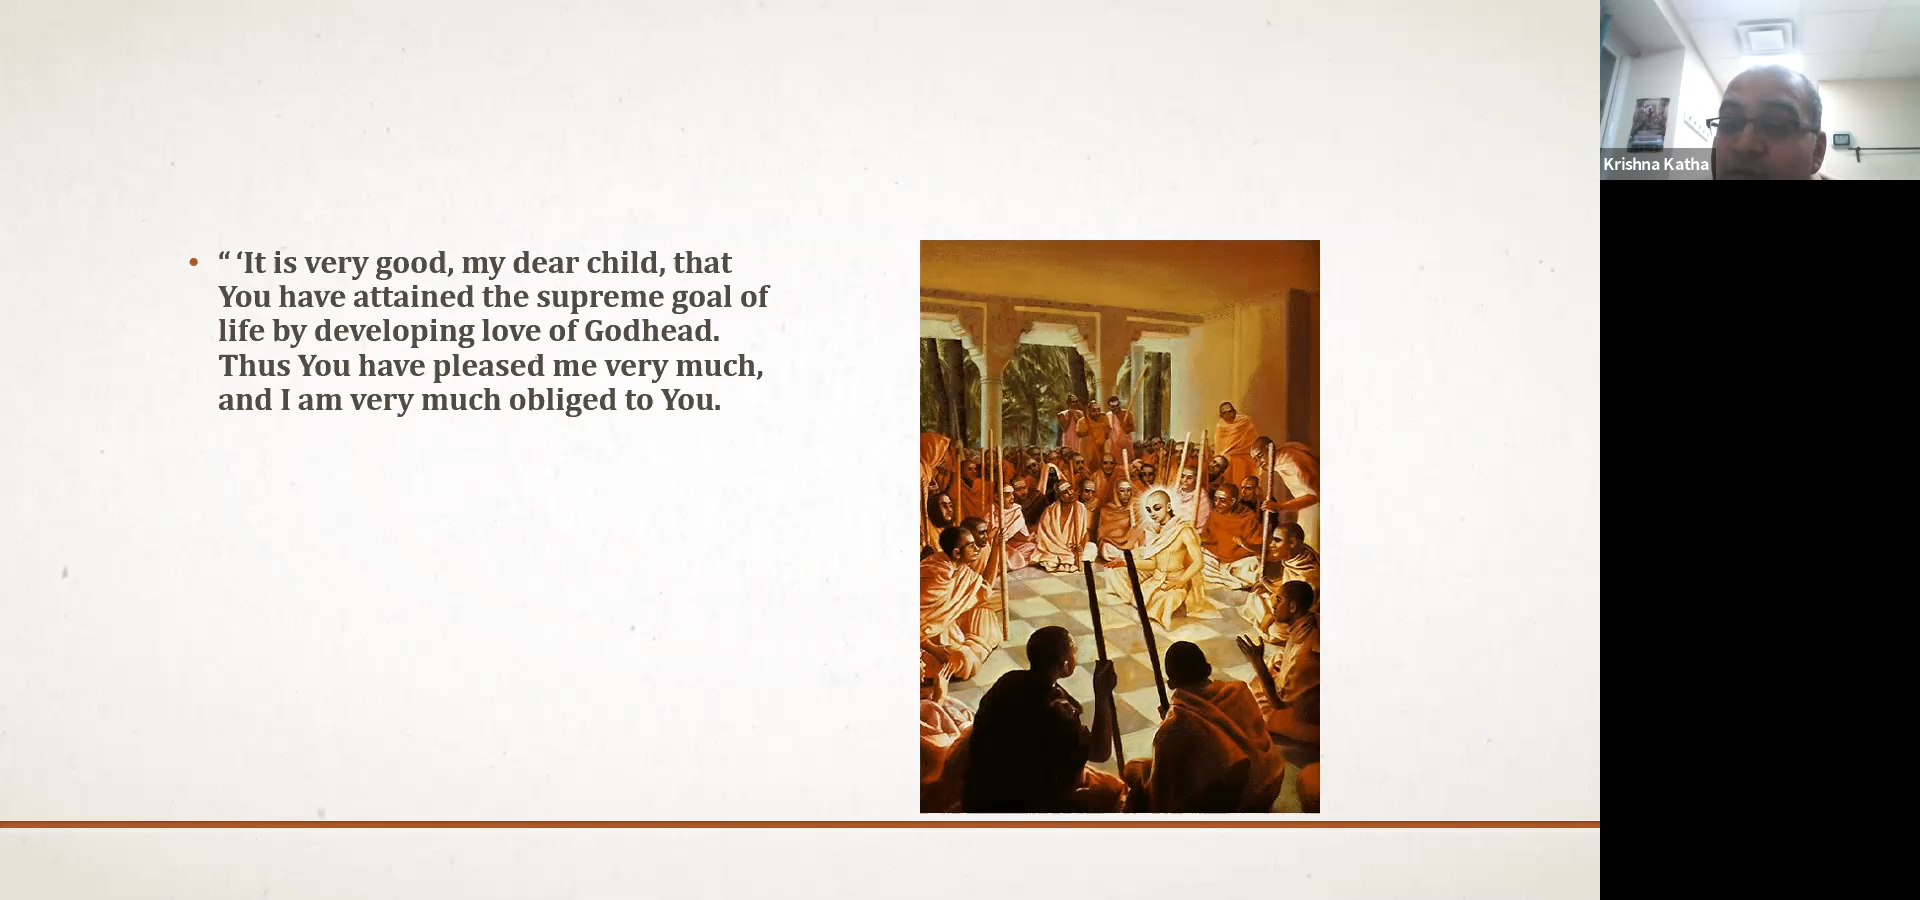 • “ ‘It is very good, my dear child, that
You have attained the supreme goal of
life by developing love of Godhead.
Thus You have pleased me very much,
and I am very much obliged to You.
Krishna Katha